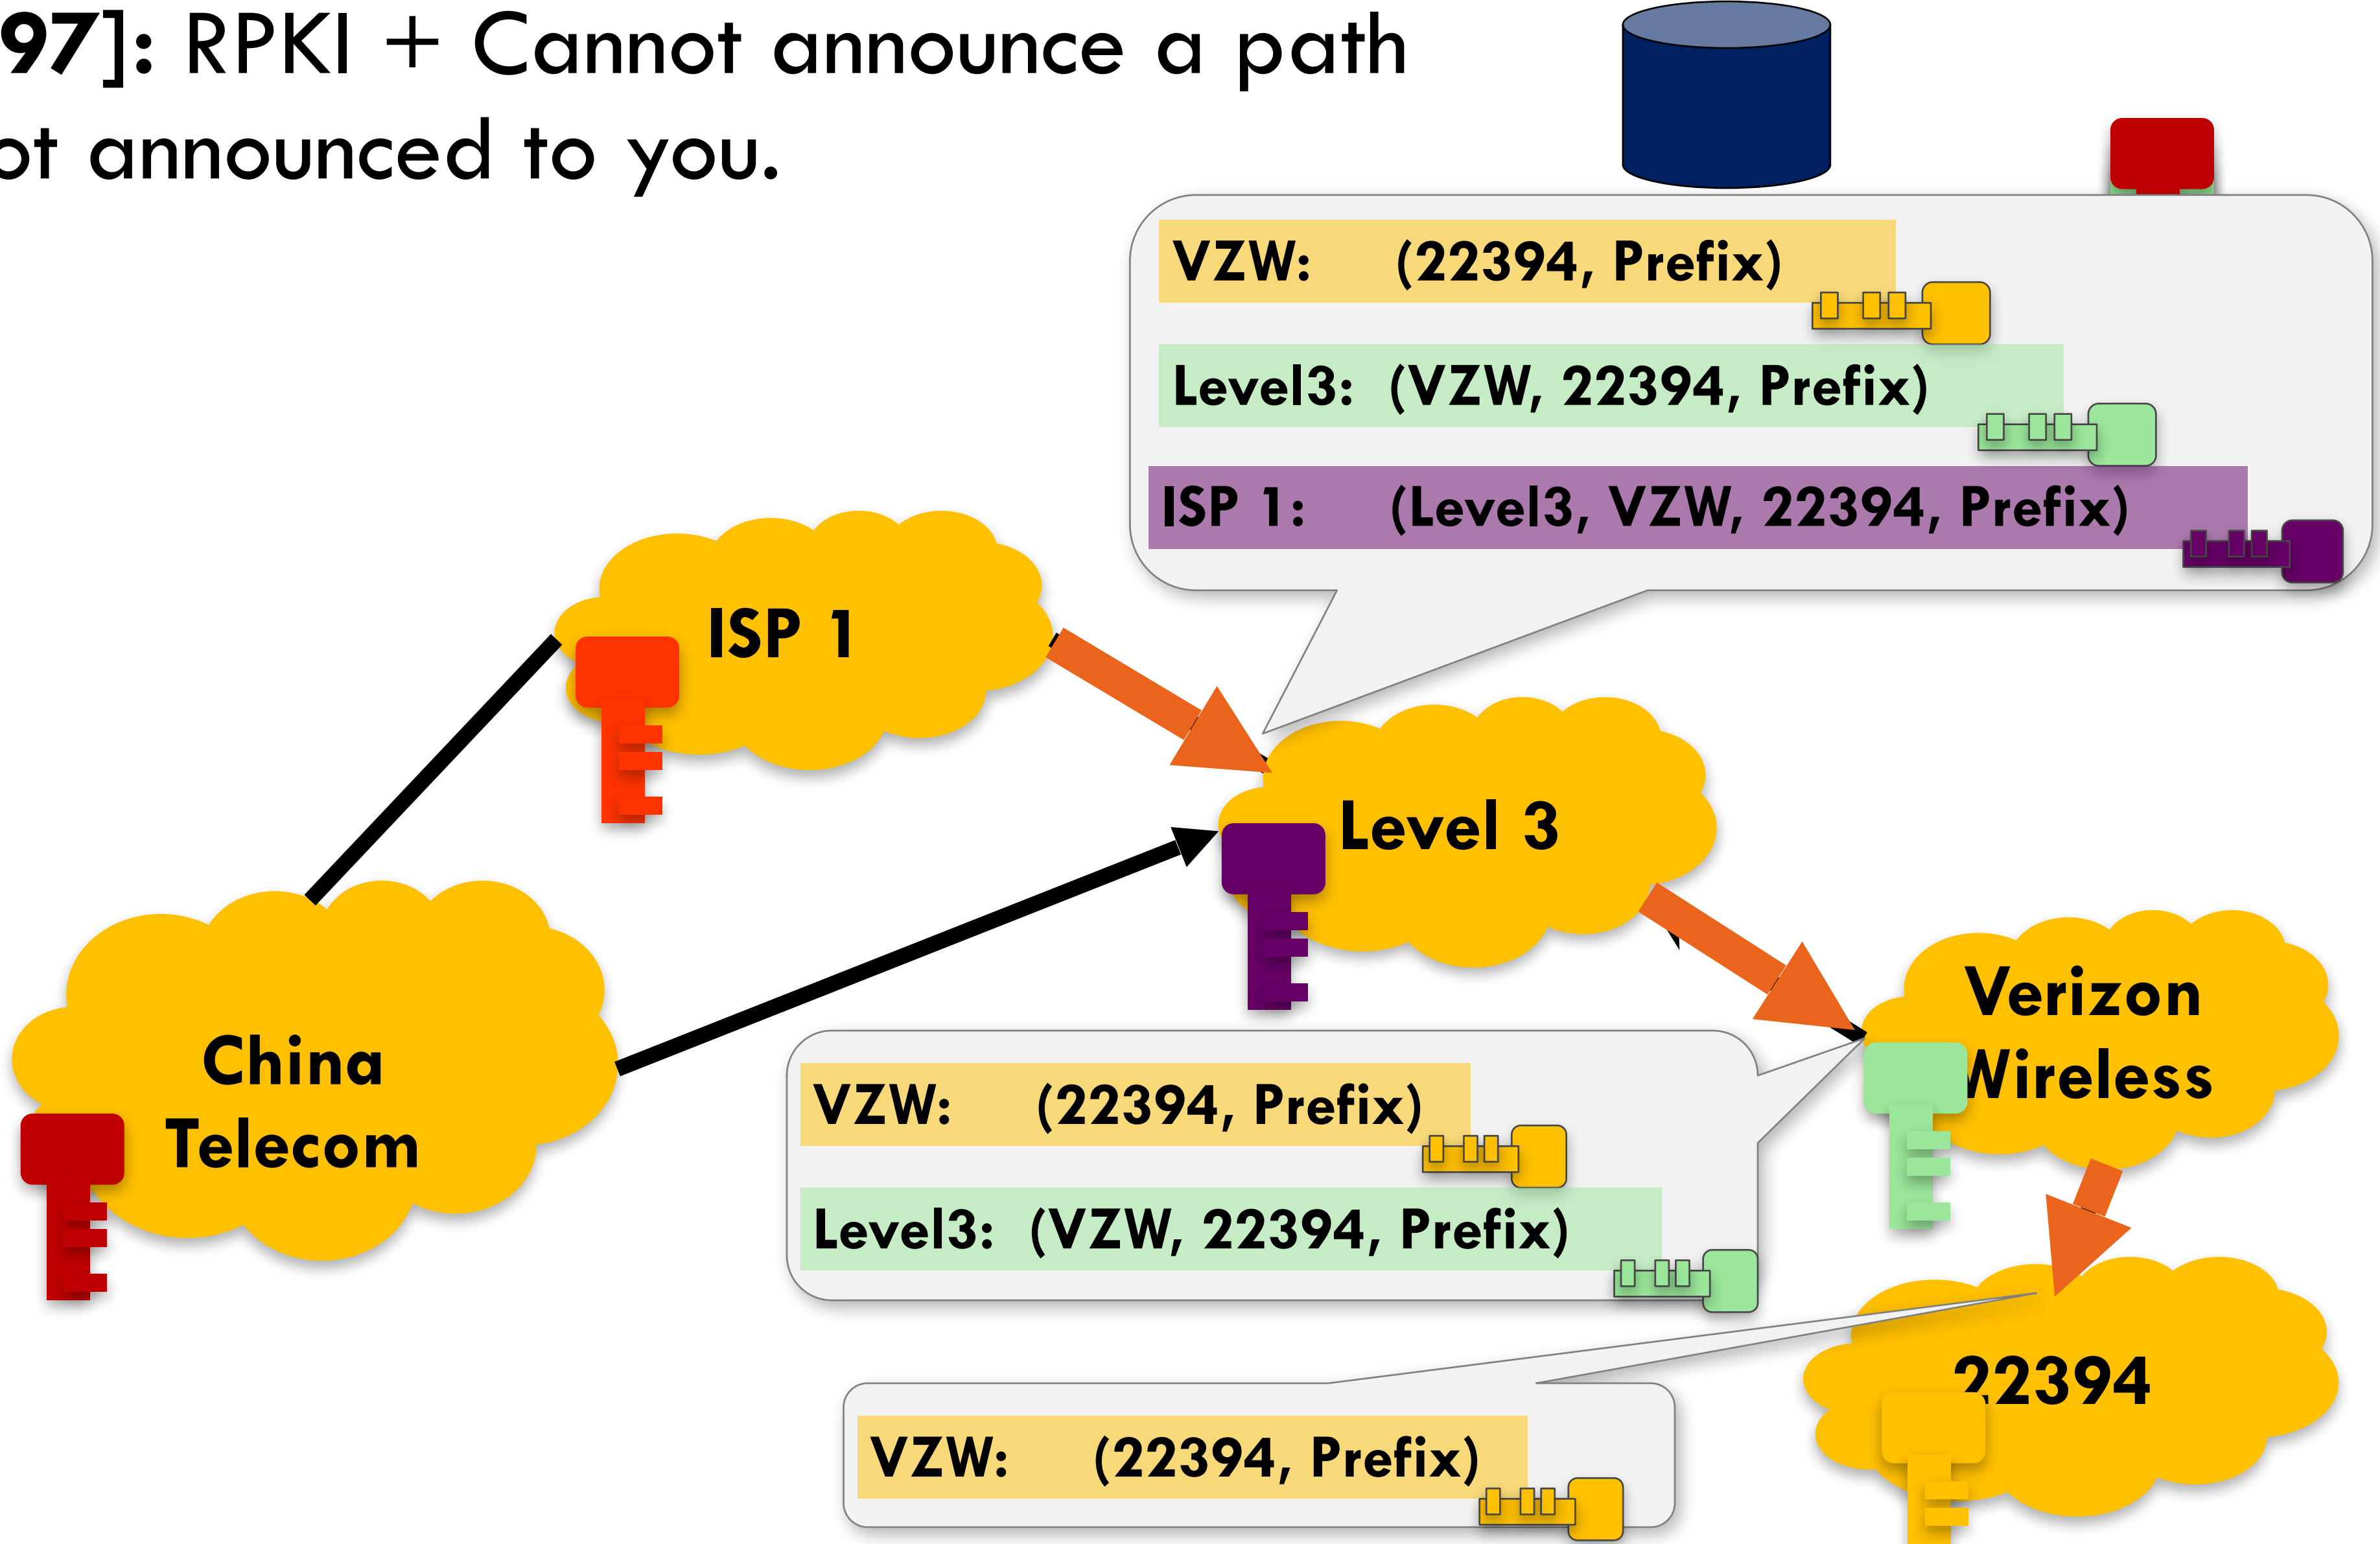 97]: RPKI + Cannot announce a path
ot announced to you.
VZW: (22394, Prefix)
Level3: (VZW, 22394, Prefix)
ISP 1: (Level3, VZW, 22394, Prefix)
ISP 1
Level 3
Verizon
Wireless
China
Telecom
VZW: (22394, Prefix)
Level3: (VZW, 22394, Prefix)
22394
VZW: (22394, Prefix)